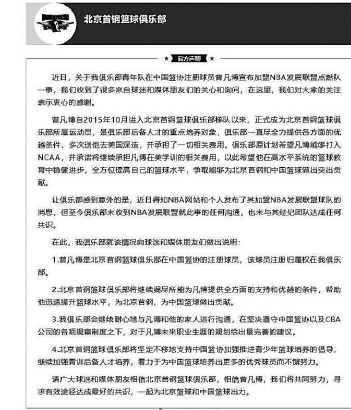 北京首钢篮球俱乐部
官方声明
近日，关于我俱乐部青年队在中国篮协注册球员曾凡博宣布加盟NBA发展联盟点燃队
一事，我们收到了很多来自球迷和媒体朋友们的关心和询问，在这里，我们对大家的关注
表示衷心的感谢。
曾凡博自2015年10月进入北京首钢篮球俱乐部梯队以来，正式成为北京首钢篮球俱
乐部所属运动员，是俱乐部后备人才的重点培养对象，俱乐部一直尽全力提供各方面的优
越条件，多次送他去美国深造，并承担了一切相关费用。俱乐部原计划希望凡博能够打入
NCAA，并承诺将继续承担凡博在美学训的相关费用，以此希望他在高水平系统的篮球教
育中稳健进步，全方位提高自己的篮球水平，争取能够为北京首钢和中国篮球做出突出贡
献。
让俱乐部感到意外的是，近日得知NBA网站和个人发布了其加盟NBA发展联盟球队的
消息，但至今俱乐部未收到NBA发展联盟就此事的任何沟通，也未与其经纪团队达成任何
共识。
在此，我俱乐部就该情况向球迷和媒体朋友们做出说明：
1.曾凡博是北京首钢篮球俱乐部在中国篮协的注册球员，该球员注册归属权在我俱乐
部。
2.北京首钢篮球俱乐部将继续竭尽所能为凡博提供全方面的支持和优越的条件，帮助
他迅速提升篮球水平，为北京首钢、为中国篮球做出贡献。
3.我俱乐部会继续耐心地与凡博和他的家人进行沟通，在坚决遵守中国篮协以及CBA
公司的各项规章制度之下，对于凡博未来职业生涯的规划给出最完善的建议。
4.北京首钢篮球俱乐部将坚定不移地支持中国篮协加强推进青少年篮球培养的倡导，
继续加强青训后备人才培养，着力于为中国篮球培养出更多的优秀球员而不懈努力。
请广大球迷和媒体朋友相信北京首钢篮球俱乐部，相信曾凡博，我们将共同努力，寻
求有效途径达成最好的共识，一起为北京篮球和中国篮球出力。